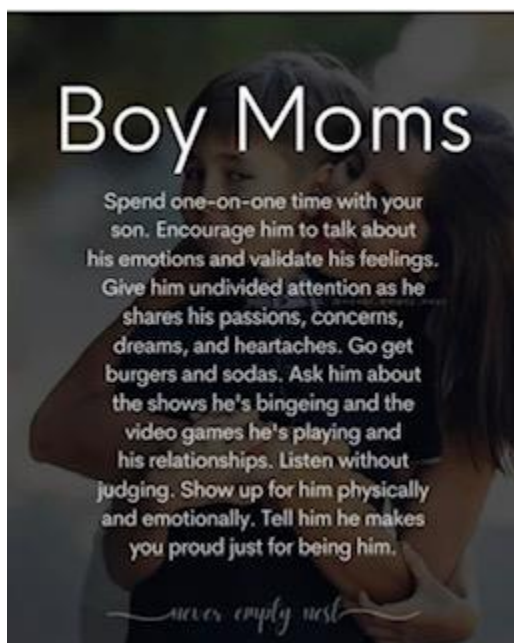 Boy Moms
Spend one-on-one time with your
son. Encourage him to talk about
his emotions and validate his feelings.
Give him undivided attention as he
shares his passions, concerns,
dreams, and heartaches. Go get
burgers and sodas. Ask him about
the shows he's bingeing and the
video games he's playing and
his relationships. Listen without
judging. Show up for him physically
and emotionally. Tell him he makes
you proud just for being him.
never empty nest